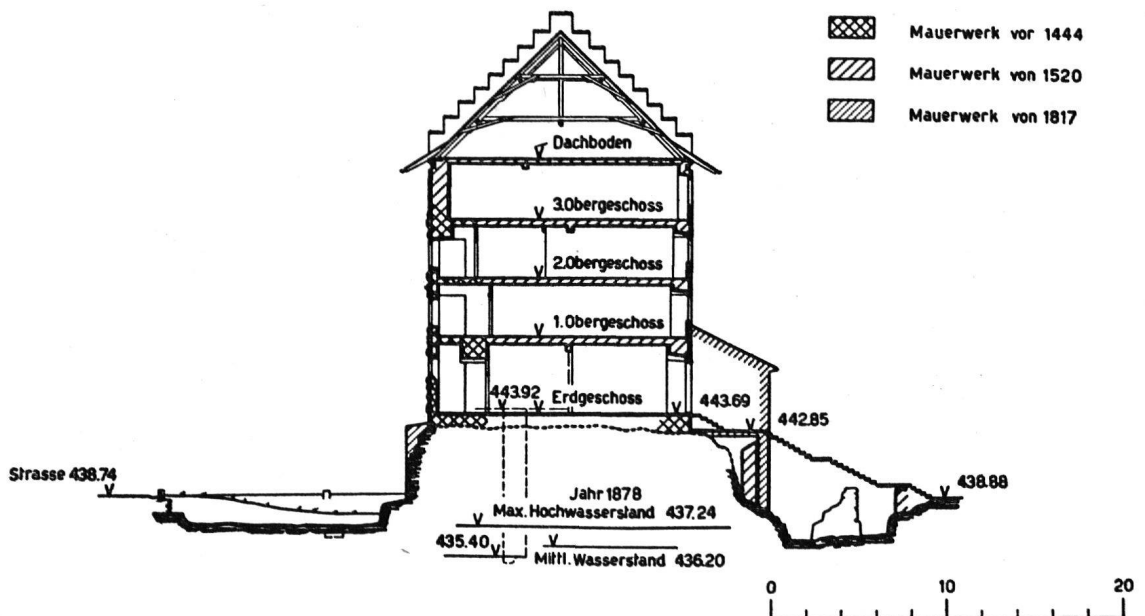 Mauerwerk vor 1444
Mauerwerk von 1520
Mauerwerk von 1817
Dachboden
3.Obergeschoss
2.Obergeschoss
1.Obergeschoss
443.92
Erdgeschoss
443.69
442.85
Strasse 438.74
438.88
Jahr 1878
Max. Hochwasserstand 437.24
435.40
Mittl. Wasserstand 436.20
0 10 20